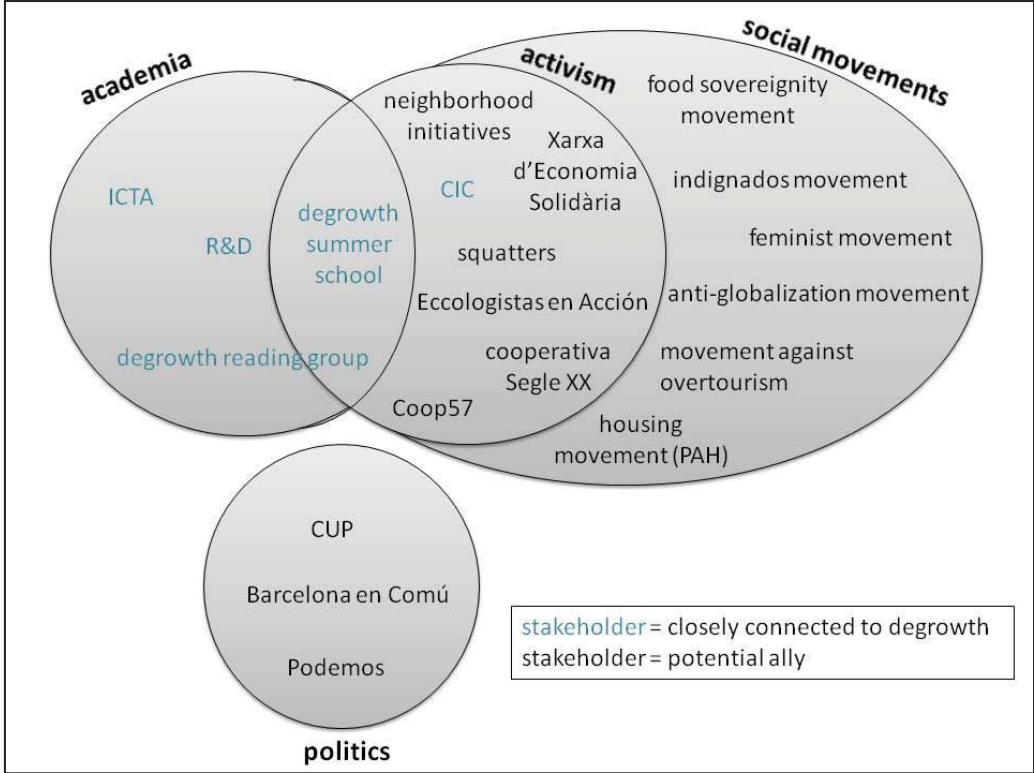 academia
activism
social movements
neighborhood
initiatives
Xarxa
d'Economia
Solidària
food sovereignity
movement
ICTA
R&D
degrowth
summer
school
CIC
indignados movement
squatters
feminist movement
Eccologistas en Acción
anti-globalization movement
degrowth reading group
cooperativa
Segle XX
movement against
overtourism
Coop57
housing
movement (PAH)
CUP
Barcelona en Comú
Podemos
politics
stakeholder = closely connected to degrowth
stakeholder = potential ally